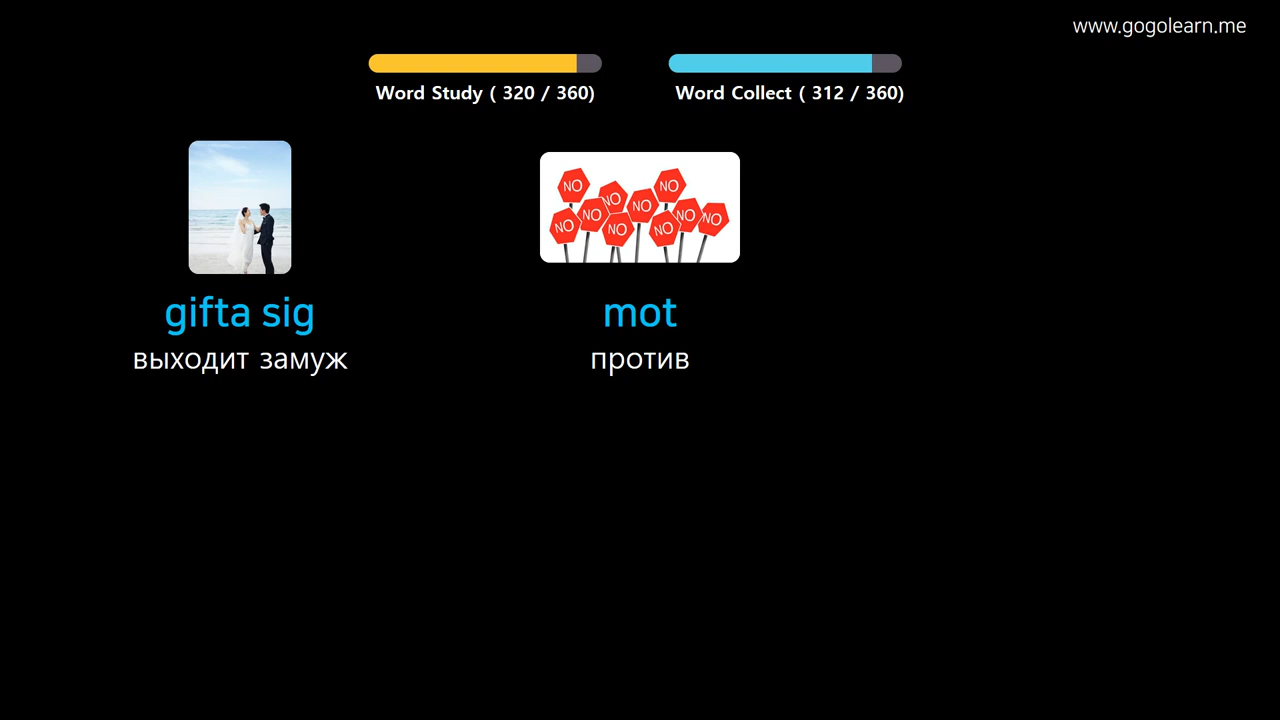 www.gogolearn.me
Word Study ( 320 / 360)
Word Collect ( 312 / 360)
NO
NO
NO
NO
NO
NO
NO
NO
NO
NO
gifta sig
mot
выходит замуж
против